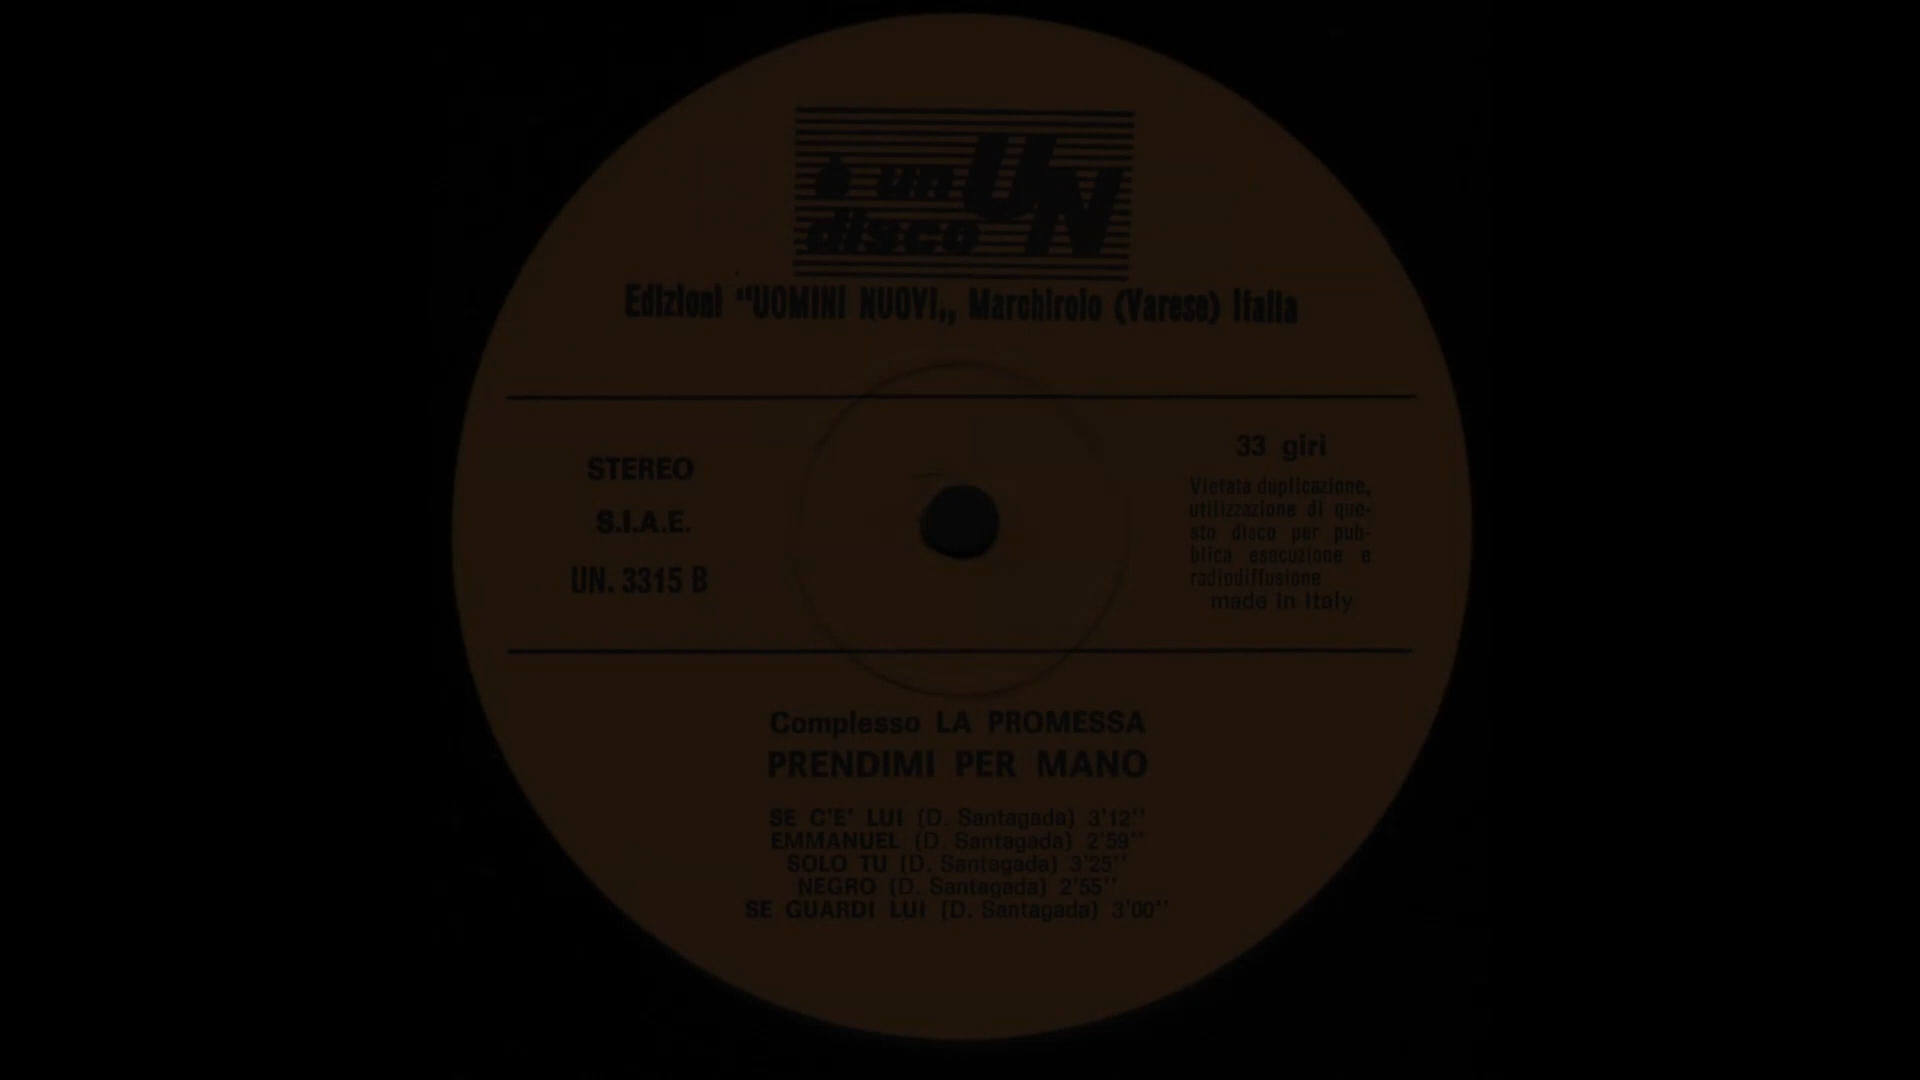 è un UN
disco
Edizioni “UOMINI NUOVI„ Marchirolo (Varese) Italia
STEREO
S.I.A.E.
UN. 3315 B
33 giri
Vietata duplicazione,
utilizzazione di que-
sto disco per pub-
blica esecuzione e
radiodiffusione
made in Italy
Complesso LA PROMESSA
PRENDIMI PER MANO
SE C'E' LUI (D. Santagada) 3'12''
EMMANUEL (D. Santagada) 2'59''
SOLO TU (D. Santagada) 3'25''
NEGRO (D. Santagada) 2'55''
SE GUARDI LUI (D. Santagada) 3'00''